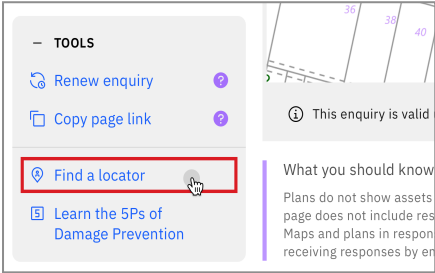 TOOLS
Renew enquiry ?
Copy page link ?
Find a locator
5 Learn the 5Ps of
Damage Prevention
36
38
40
This enquiry is valid
What you should know
Plans do not show assets
page does not include res
Maps and plans in respon
receiving responses by em